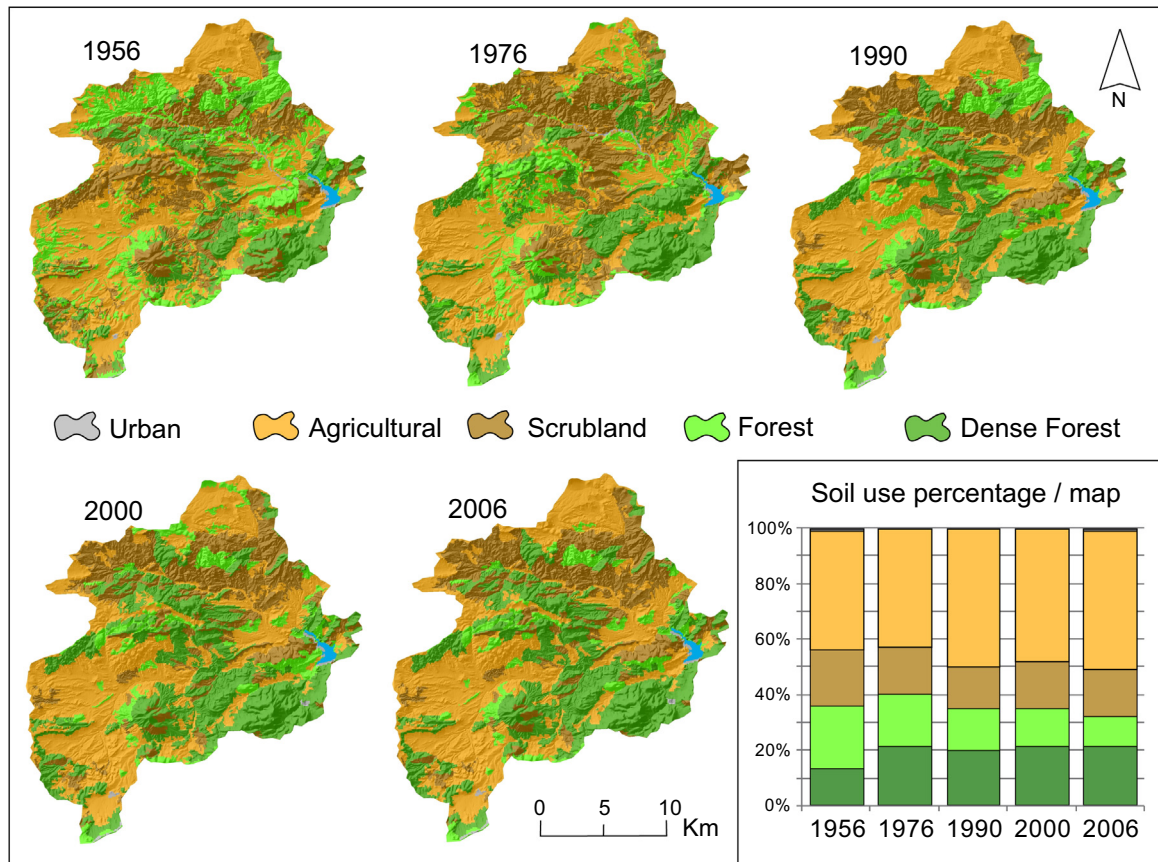 1956
1976
1990
N
Urban
Agricultural
Scrubland
Forest
Dense Forest
2000
2006
0 5 10
Km
Soil use percentage / map
100%
80%
60%
40%
20%
0%
1956 1976 1990 2000 2006